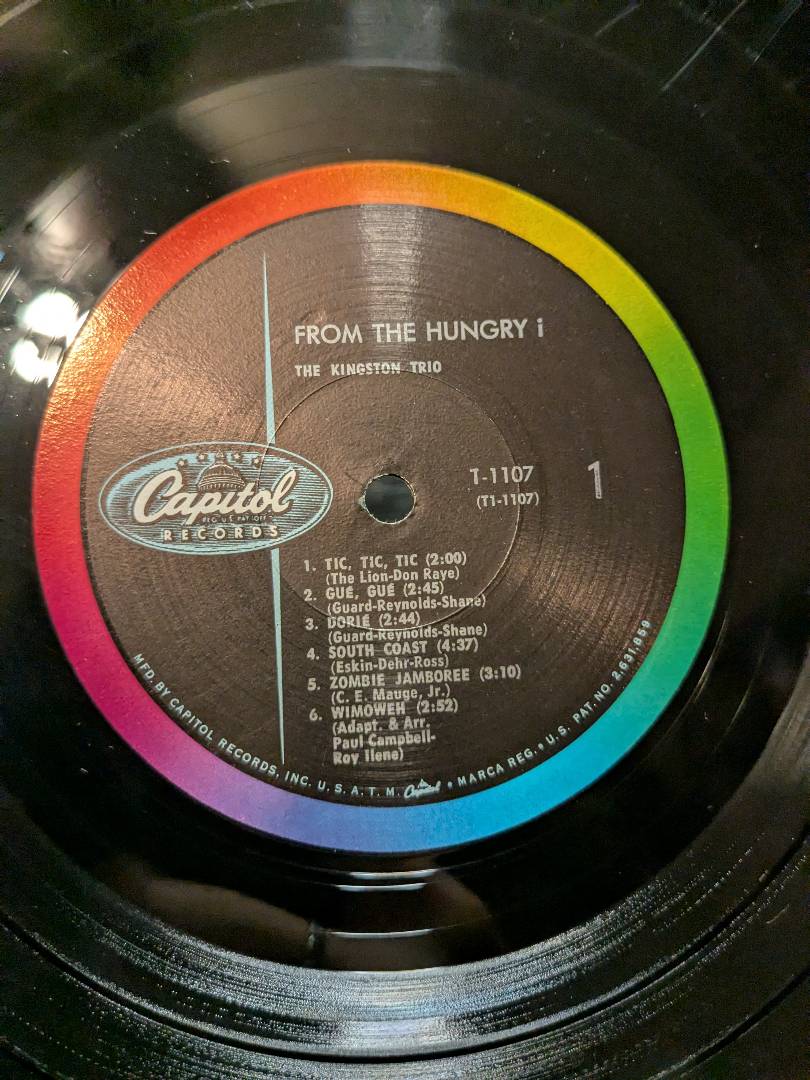 FROM THE HUNGRY i
THE KINGSTON TRIO
Capitol
REG. U.S. PAT. OFF.
RECORDS
T-1107
(T1-1107)
1
1. TIC, TIC, TIC (2:00)
(The Lion-Don Raye)
2. GUÉ, GUÉ (2:45)
(Guard-Reynolds-Shane)
3. DORIE (2:44)
(Guard-Reynolds-Shane)
4. SOUTH COAST (4:37)
(Eskin-Dehr-Ross)
5. ZOMBIE JAMBOREE (3:10)
(C. E. Mauge, Jr.)
6. WIMOWEH (2:52)
(Adapt. & Arr.
Paul Campbell-
Roy Ilene)
MFD. BY CAPITOL RECORDS, INC. U. S. A. T. M. Capitol • MARCA REG. • U. S. PAT. NO. 2,631,859